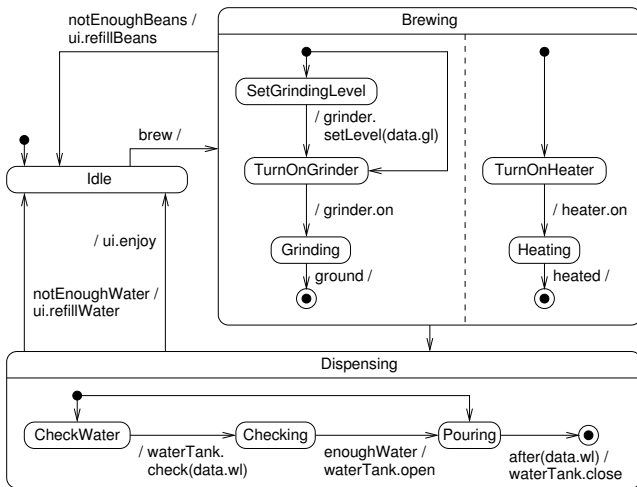 notEnoughBeans /
ui.refillBeans
Brewing
SetGrindingLevel
/ grinder.
setLevel(data.gl)
brew /
Idle
TurnOnGrinder
TurnOnHeater
/ grinder.on
/ heater.on
/ ui.enjoy
Grinding
Heating
ground /
heated /
notEnoughWater /
ui.refillWater
Dispensing
CheckWater
Checking
Pouring
/ waterTank.
check(data.wl)
enoughWater /
waterTank.open
after(data.wl) /
waterTank.close